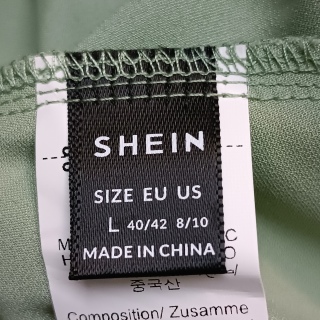 SHEIN
SIZE EU US
L 40/42 8/10
MADE IN CHINA
중국산
Composition/ Zusamme